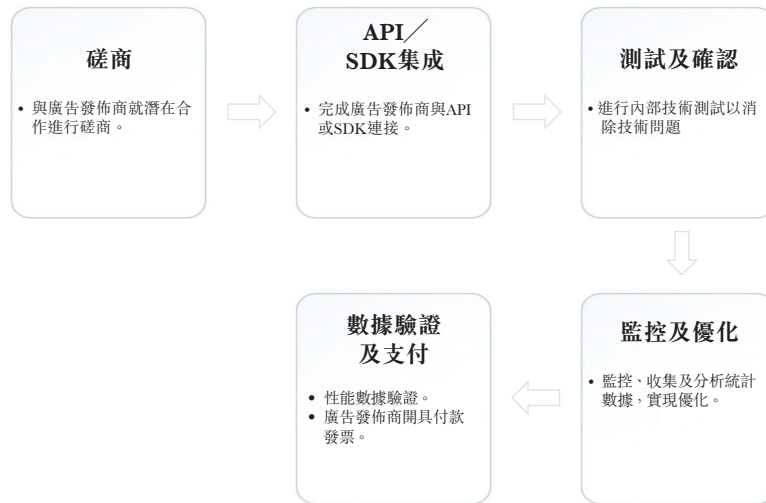 磋商
• 與廣告發佈商就潛在合
作進行磋商。
API╱
SDK集成
• 完成廣告發佈商與API
或SDK連接。
測試及確認
• 進行內部技術測試以消
除技術問題
監控及優化
• 監控、收集及分析統計
數據，實現優化。
數據驗證
及支付
• 性能數據驗證。
• 廣告發佈商開具付款
發票。